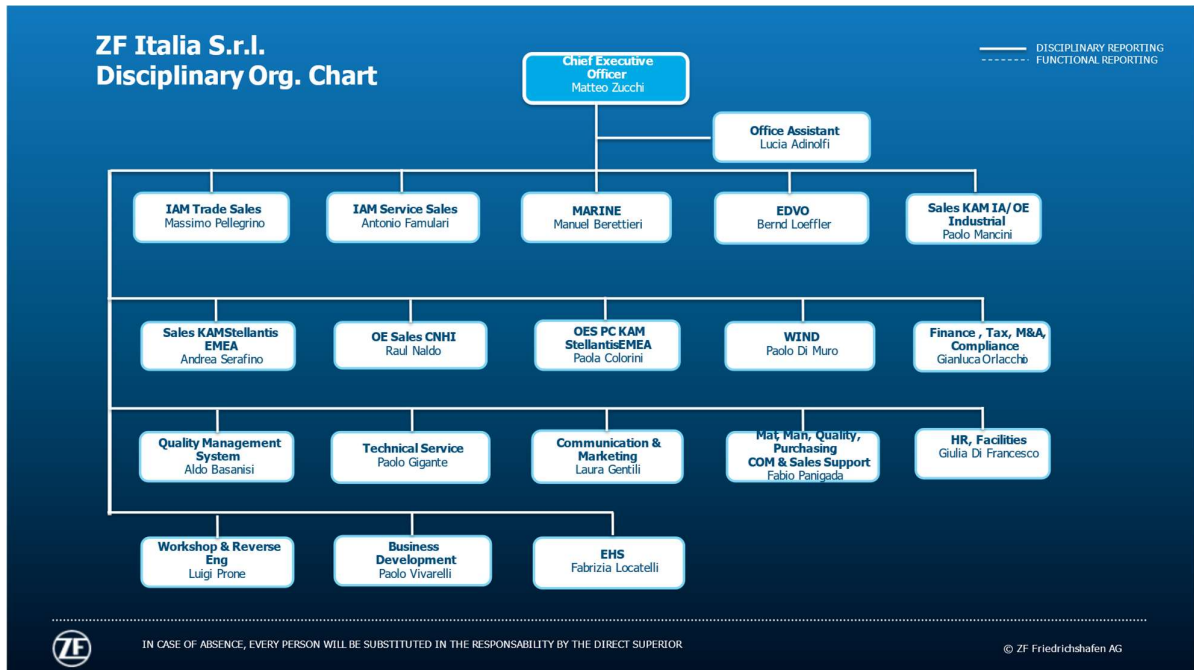 ZF Italia S.r.l.
Disciplinary Org. Chart
DISCIPLINARY REPORTING
FUNCTIONAL REPORTING
Chief Executive
Officer
Matteo Zucchi
Office Assistant
Lucia Adinolfi
IAM Trade Sales
Massimo Pellegrino
IAM Service Sales
Antonio Famulari
MARINE
Manuel Berettieri
EDVO
Bernd Loeffler
Sales KAM IA/OE
Industrial
Paolo Mancini
Sales KAMStellantis
EMEA
Andrea Serafino
OE Sales CNHI
Raul Naldo
OES PC KAM
StellantisEMEA
Paola Colorini
WIND
Paolo Di Muro
Finance , Tax, M&A,
Compliance
Gianluca Orlacchio
Quality Management
System
Aldo Basanisi
Technical Service
Paolo Gigante
Communication &
Marketing
Laura Gentili
Mat, Man, Quality,
Purchasing
COM & Sales Support
Fabio Panigada
HR, Facilities
Giulia Di Francesco
Workshop & Reverse
Eng
Luigi Prone
Business
Development
Paolo Vivarelli
EHS
Fabrizia Locatelli
ZF
IN CASE OF ABSENCE, EVERY PERSON WILL BE SUBSTITUTED IN THE RESPONSABILITY BY THE DIRECT SUPERIOR
© ZF Friedrichshafen AG